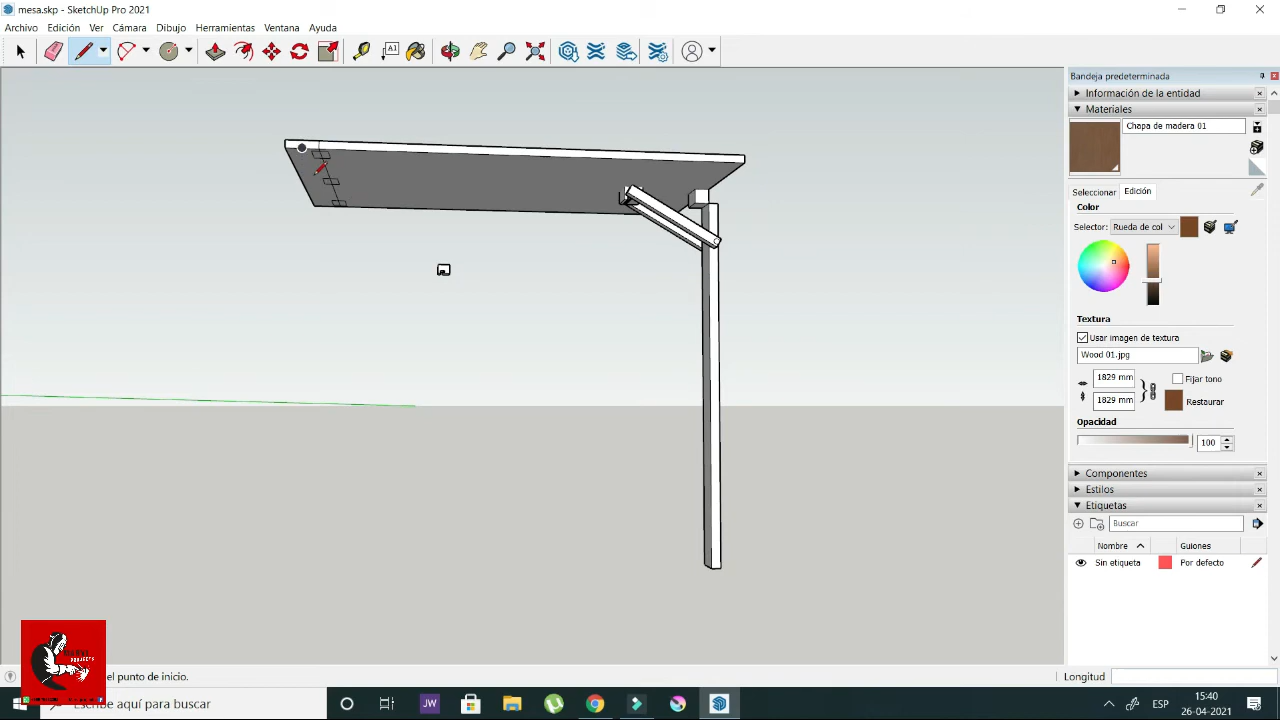 mesa.skp - SketchUp Pro 2021
Archivo Edición Ver Cámara Dibujo Herramientas Ventana Ayuda
Bandeja predeterminada
Información de la entidad
Materiales
Chapa de madera 01
Seleccionar Edición
Color
Selector: Rueda de col
Textura
Usar imagen de textura
Wood 01.jpg
1829 mm
Fijar tono
1829 mm
Restaurar
Opacidad
100
Componentes
Estilos
Etiquetas
Buscar
Nombre Guiones
Sin etiqueta Por defecto
el punto de inicio.
Longitud
Escribe aquí para buscar
JW
ESP
15:40
26-04-2021